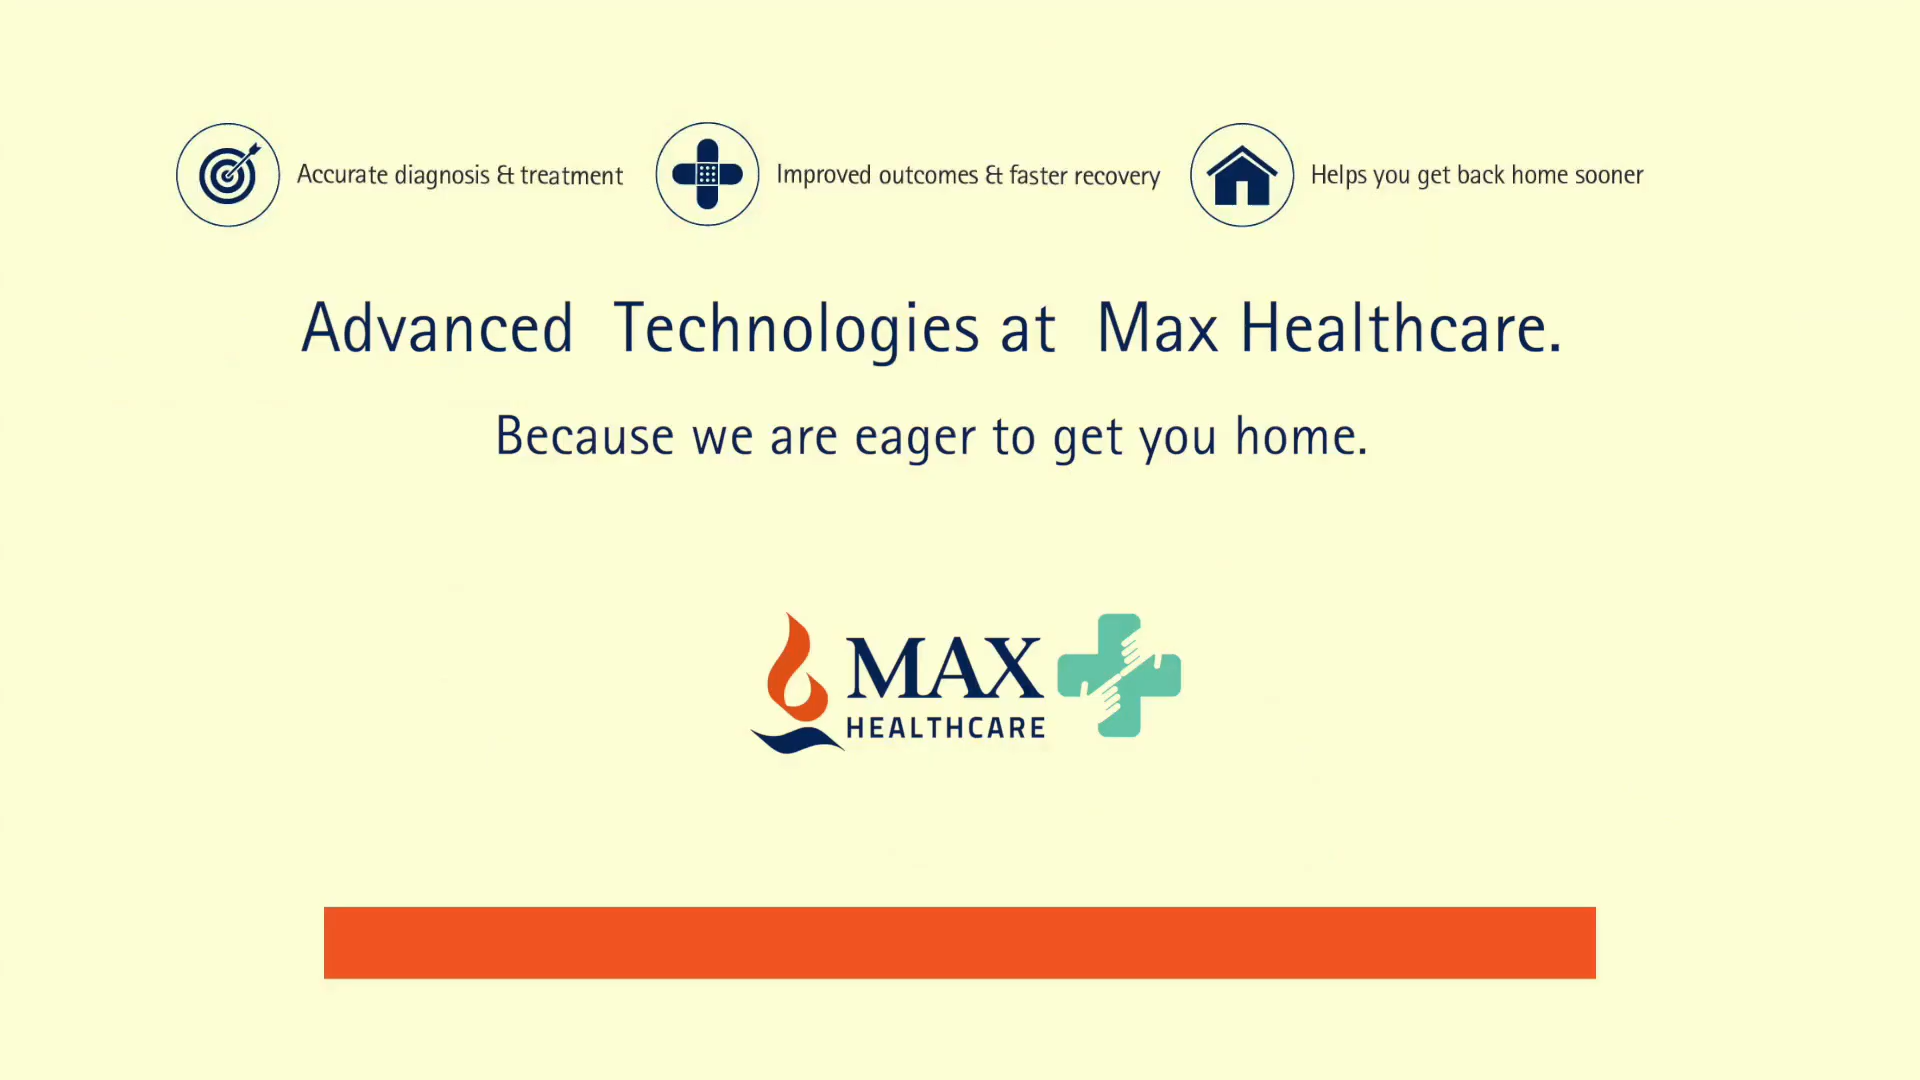 Accurate diagnosis & treatment
Improved outcomes & faster recovery
Helps you get back home sooner
Advanced Technologies at Max Healthcare.
Because we are eager to get you home.
MAX
HEALTHCARE